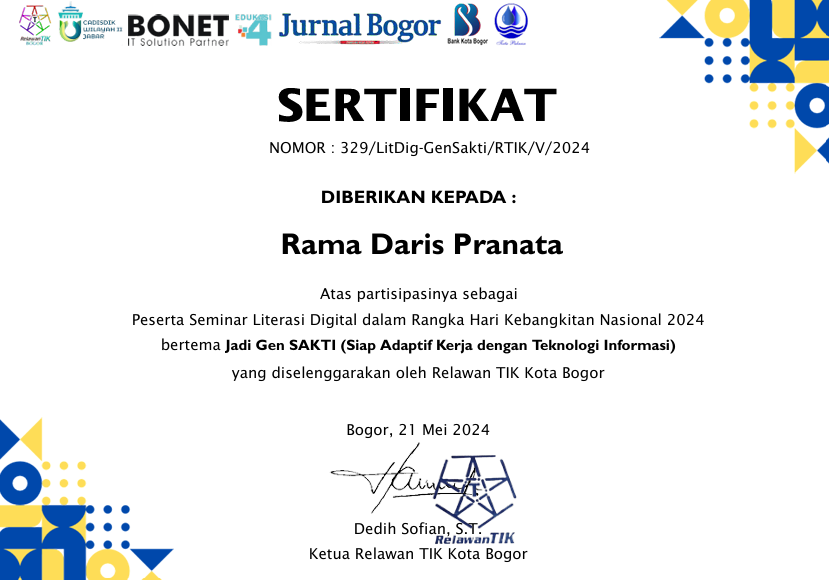 RelawanTIK
BOGOR
CADISDIK
WILAYAH II
JABAR
BONET
IT Solution Partner
EDUKASI
4
Jurnal Bogor
Bank Kota Bogor
SERTIFIKAT
NOMOR : 329/LitDig-GenSakti/RTIK/V/2024
DIBERIKAN KEPADA :
Rama Daris Pranata
Atas partisipasinya sebagai
Peserta Seminar Literasi Digital dalam Rangka Hari Kebangkitan Nasional 2024
bertema Jadi Gen SAKTI (Siap Adaptif Kerja dengan Teknologi Informasi)
yang diselenggarakan oleh Relawan TIK Kota Bogor
Bogor, 21 Mei 2024
Dedih Sofian, S.T.
RelawanTIK
Ketua Relawan TIK Kota Bogor